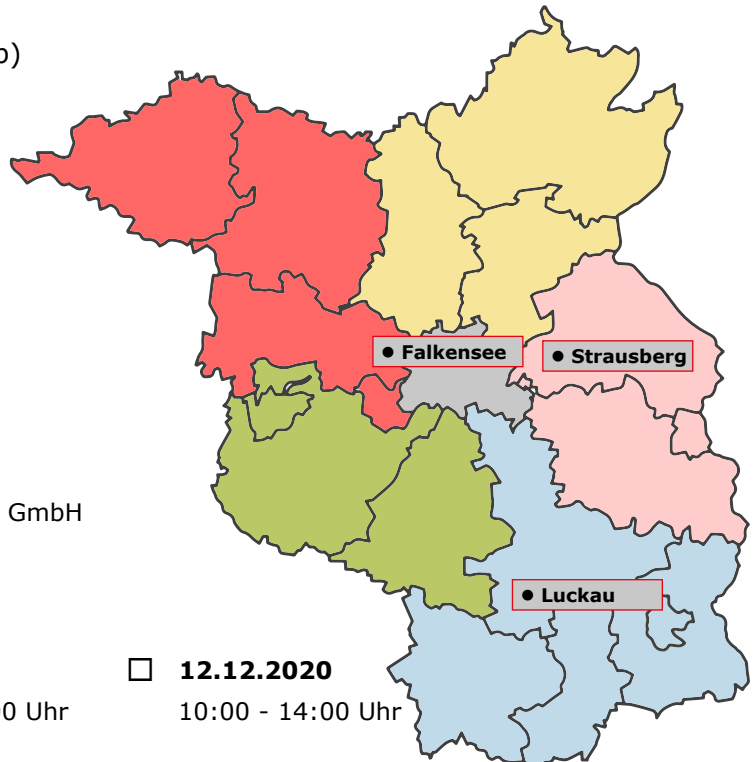 • Falkensee
• Strausberg
GmbH
• Luckau
☐ 12.12.2020
Uhr
10:00 - 14:00 Uhr